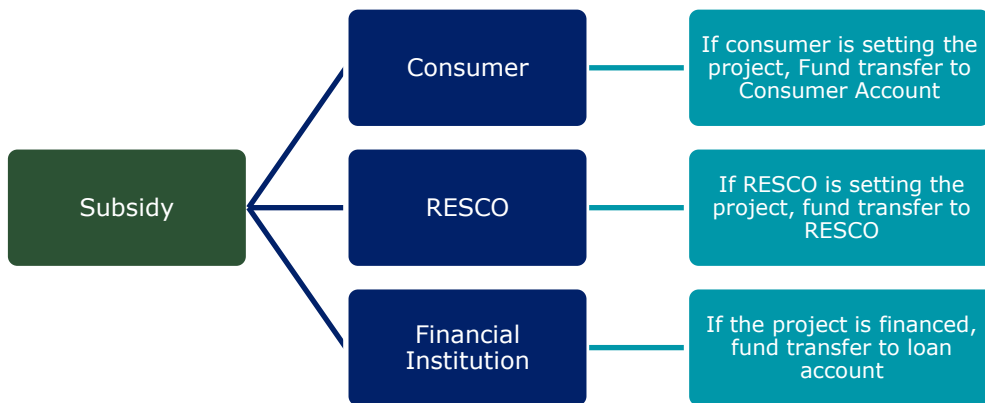 Subsidy
Consumer
If consumer is setting the
project, Fund transfer to
Consumer Account
RESCO
If RESCO is setting the
project, fund transfer to
RESCO
Financial
Institution
If the project is financed,
fund transfer to loan
account